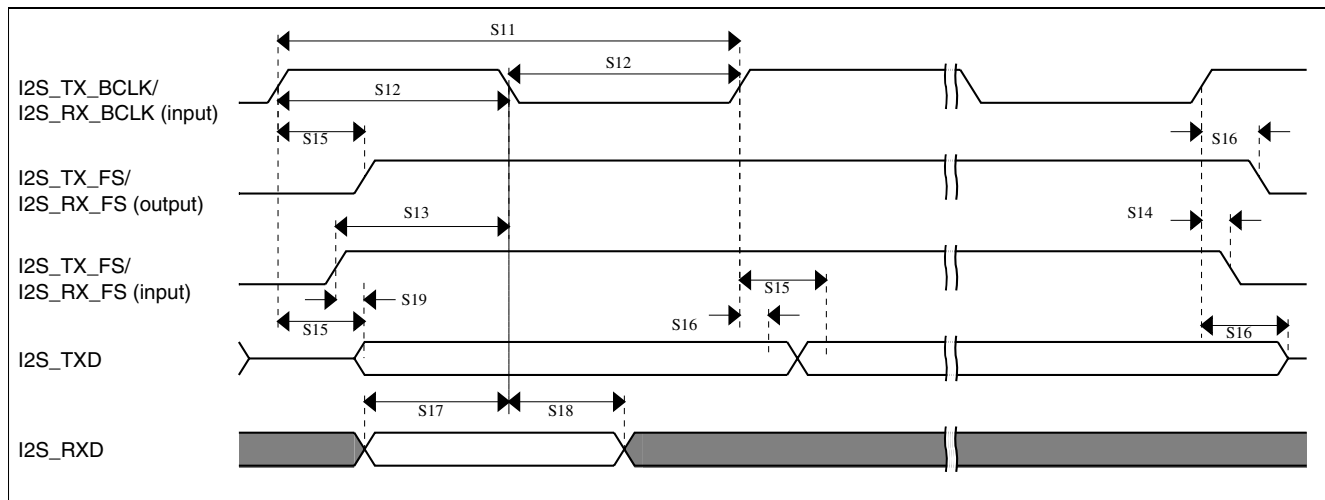 S11
S12
I2S_TX_BCLK/
I2S_RX_BCLK (input)
S12
S15
S16
I2S_TX_FS/
I2S_RX_FS (output)
S13
S14
I2S_TX_FS/
I2S_RX_FS (input)
S15
S19
S15
S16
S16
I2S_TXD
S17
S18
I2S_RXD